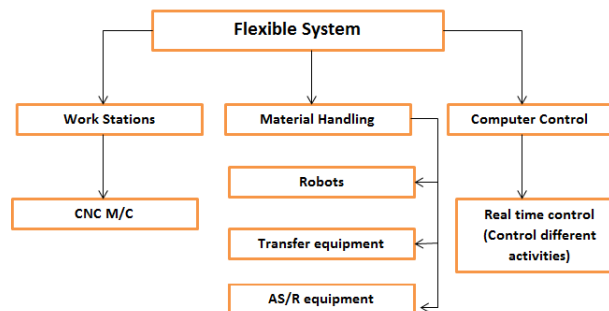 Flexible System
Work Stations
Material Handling
Computer Control
CNC M/C
Robots
Transfer equipment
AS/R equipment
Real time control
(Control different
activities)